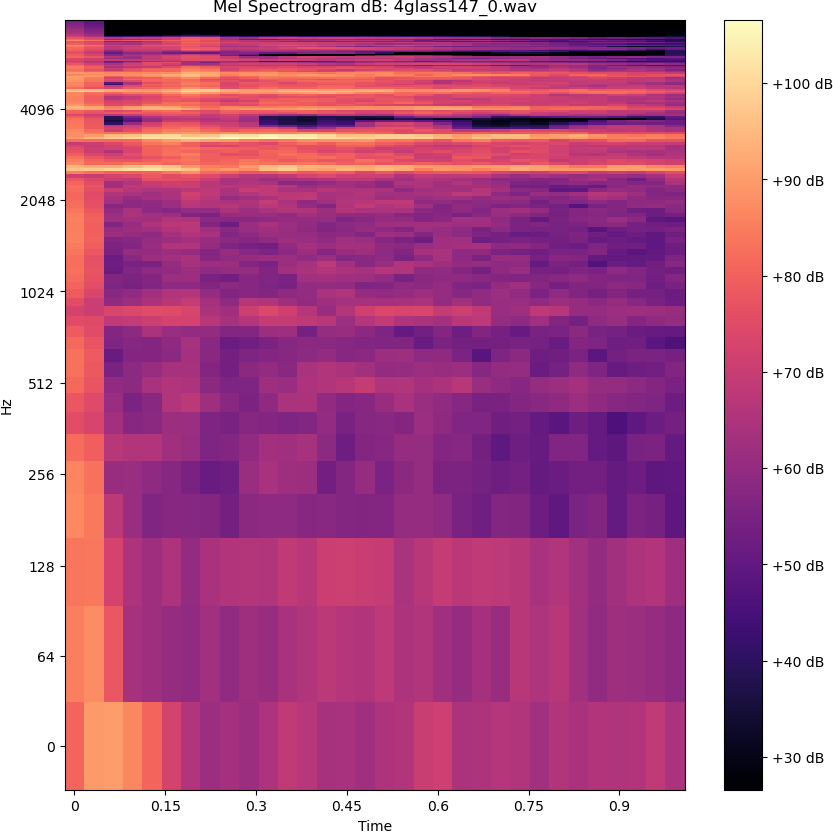 Mel Spectrogram dB: 4glass147_0.wav
Hz
4096
2048
1024
512
256
128
64
0
0 0.15 0.3 0.45 0.6 0.75 0.9
Time
+100 dB
+90 dB
+80 dB
+70 dB
+60 dB
+50 dB
+40 dB
+30 dB